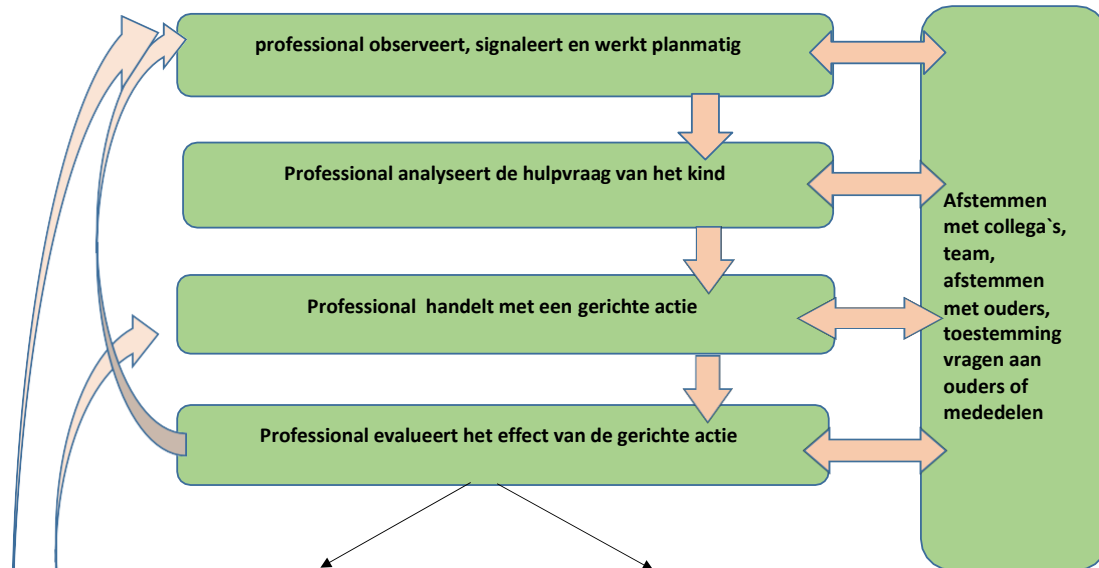 professional observeert, signaleert en werkt planmatig
Professional analyseert de hulpvraag van het kind
Professional handelt met een gerichte actie
Professional evalueert het effect van de gerichte actie
Afstemmen
met collega`s,
team,
afstemmen
met ouders,
toestemming
vragen aan
ouders of
mededelen